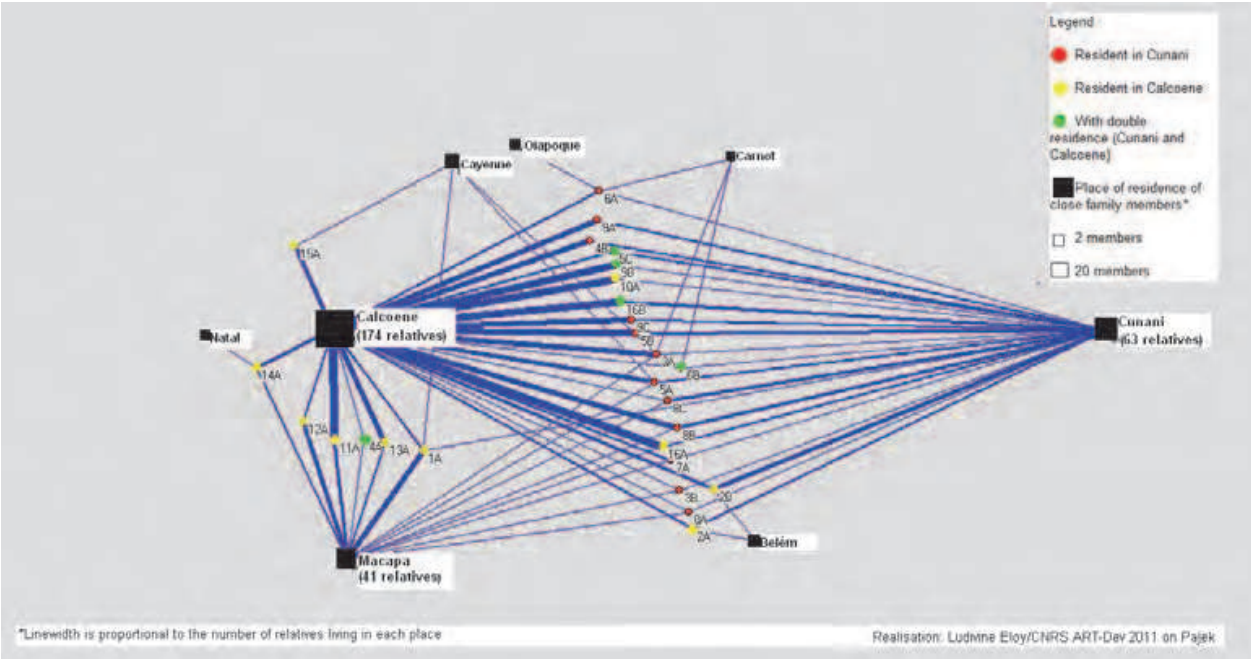 Legend
Resident in Cunani
Resident in Calcoene
With double
residence (Cunani and
Calcoene)
Place of residence of
close family members*
2 members
20 members
Oiapoque
Carnot
Cayenne
6A
9A
15A
4B
5C
9B
10A
16B
Calcoene
(174 relatives)
Cunani
(63 relatives)
9C
5B
Natal
6B
14A
5A
8C
12A
8B
11A
4A
13A
1A
16A
7A
2B
3B
2A
Belém
Macapa
(41 relatives)
*Linewidth is proportional to the number of relatives living in each place
Realisation: Ludivine Eloy/CNRS ART-Dev 2011 on Pajek